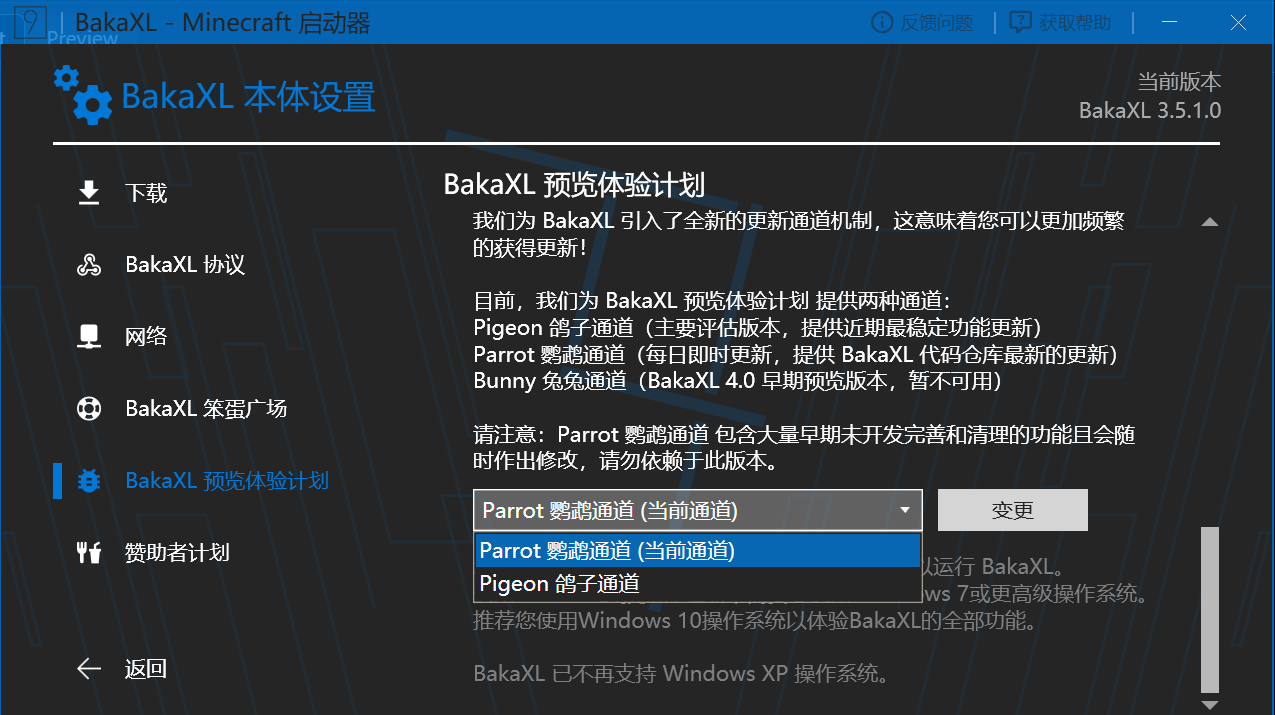 BakaXL - Minecraft 启动器
反馈问题
获取帮助
Preview
BakaXL 本体设置
当前版本
BakaXL 3.5.1.0
下载
BakaXL 协议
网络
BakaXL 笨蛋广场
BakaXL 预览体验计划
赞助者计划
返回
BakaXL 预览体验计划
我们为 BakaXL 引入了全新的更新通道机制，这意味着您可以更加频繁
的获得更新！
目前，我们为 BakaXL 预览体验计划 提供两种通道：
Pigeon 鸽子通道（主要评估版本，提供近期最稳定功能更新）
Parrot 鹦鹉通道（每日即时更新，提供 BakaXL 代码仓库最新的更新）
Bunny 兔兔通道（BakaXL 4.0 早期预览版本，暂不可用）
请注意：Parrot 鹦鹉通道 包含大量早期未开发完善和清理的功能且会随
时作出修改，请勿依赖于此版本。
Parrot 鹦鹉通道 (当前通道)
变更
Parrot 鹦鹉通道 (当前通道)
Pigeon 鸽子通道
以运行 BakaXL。
ows 7或更高级操作系统。
推荐您使用Windows 10操作系统以体验BakaXL的全部功能。
BakaXL 已不再支持 Windows XP 操作系统。